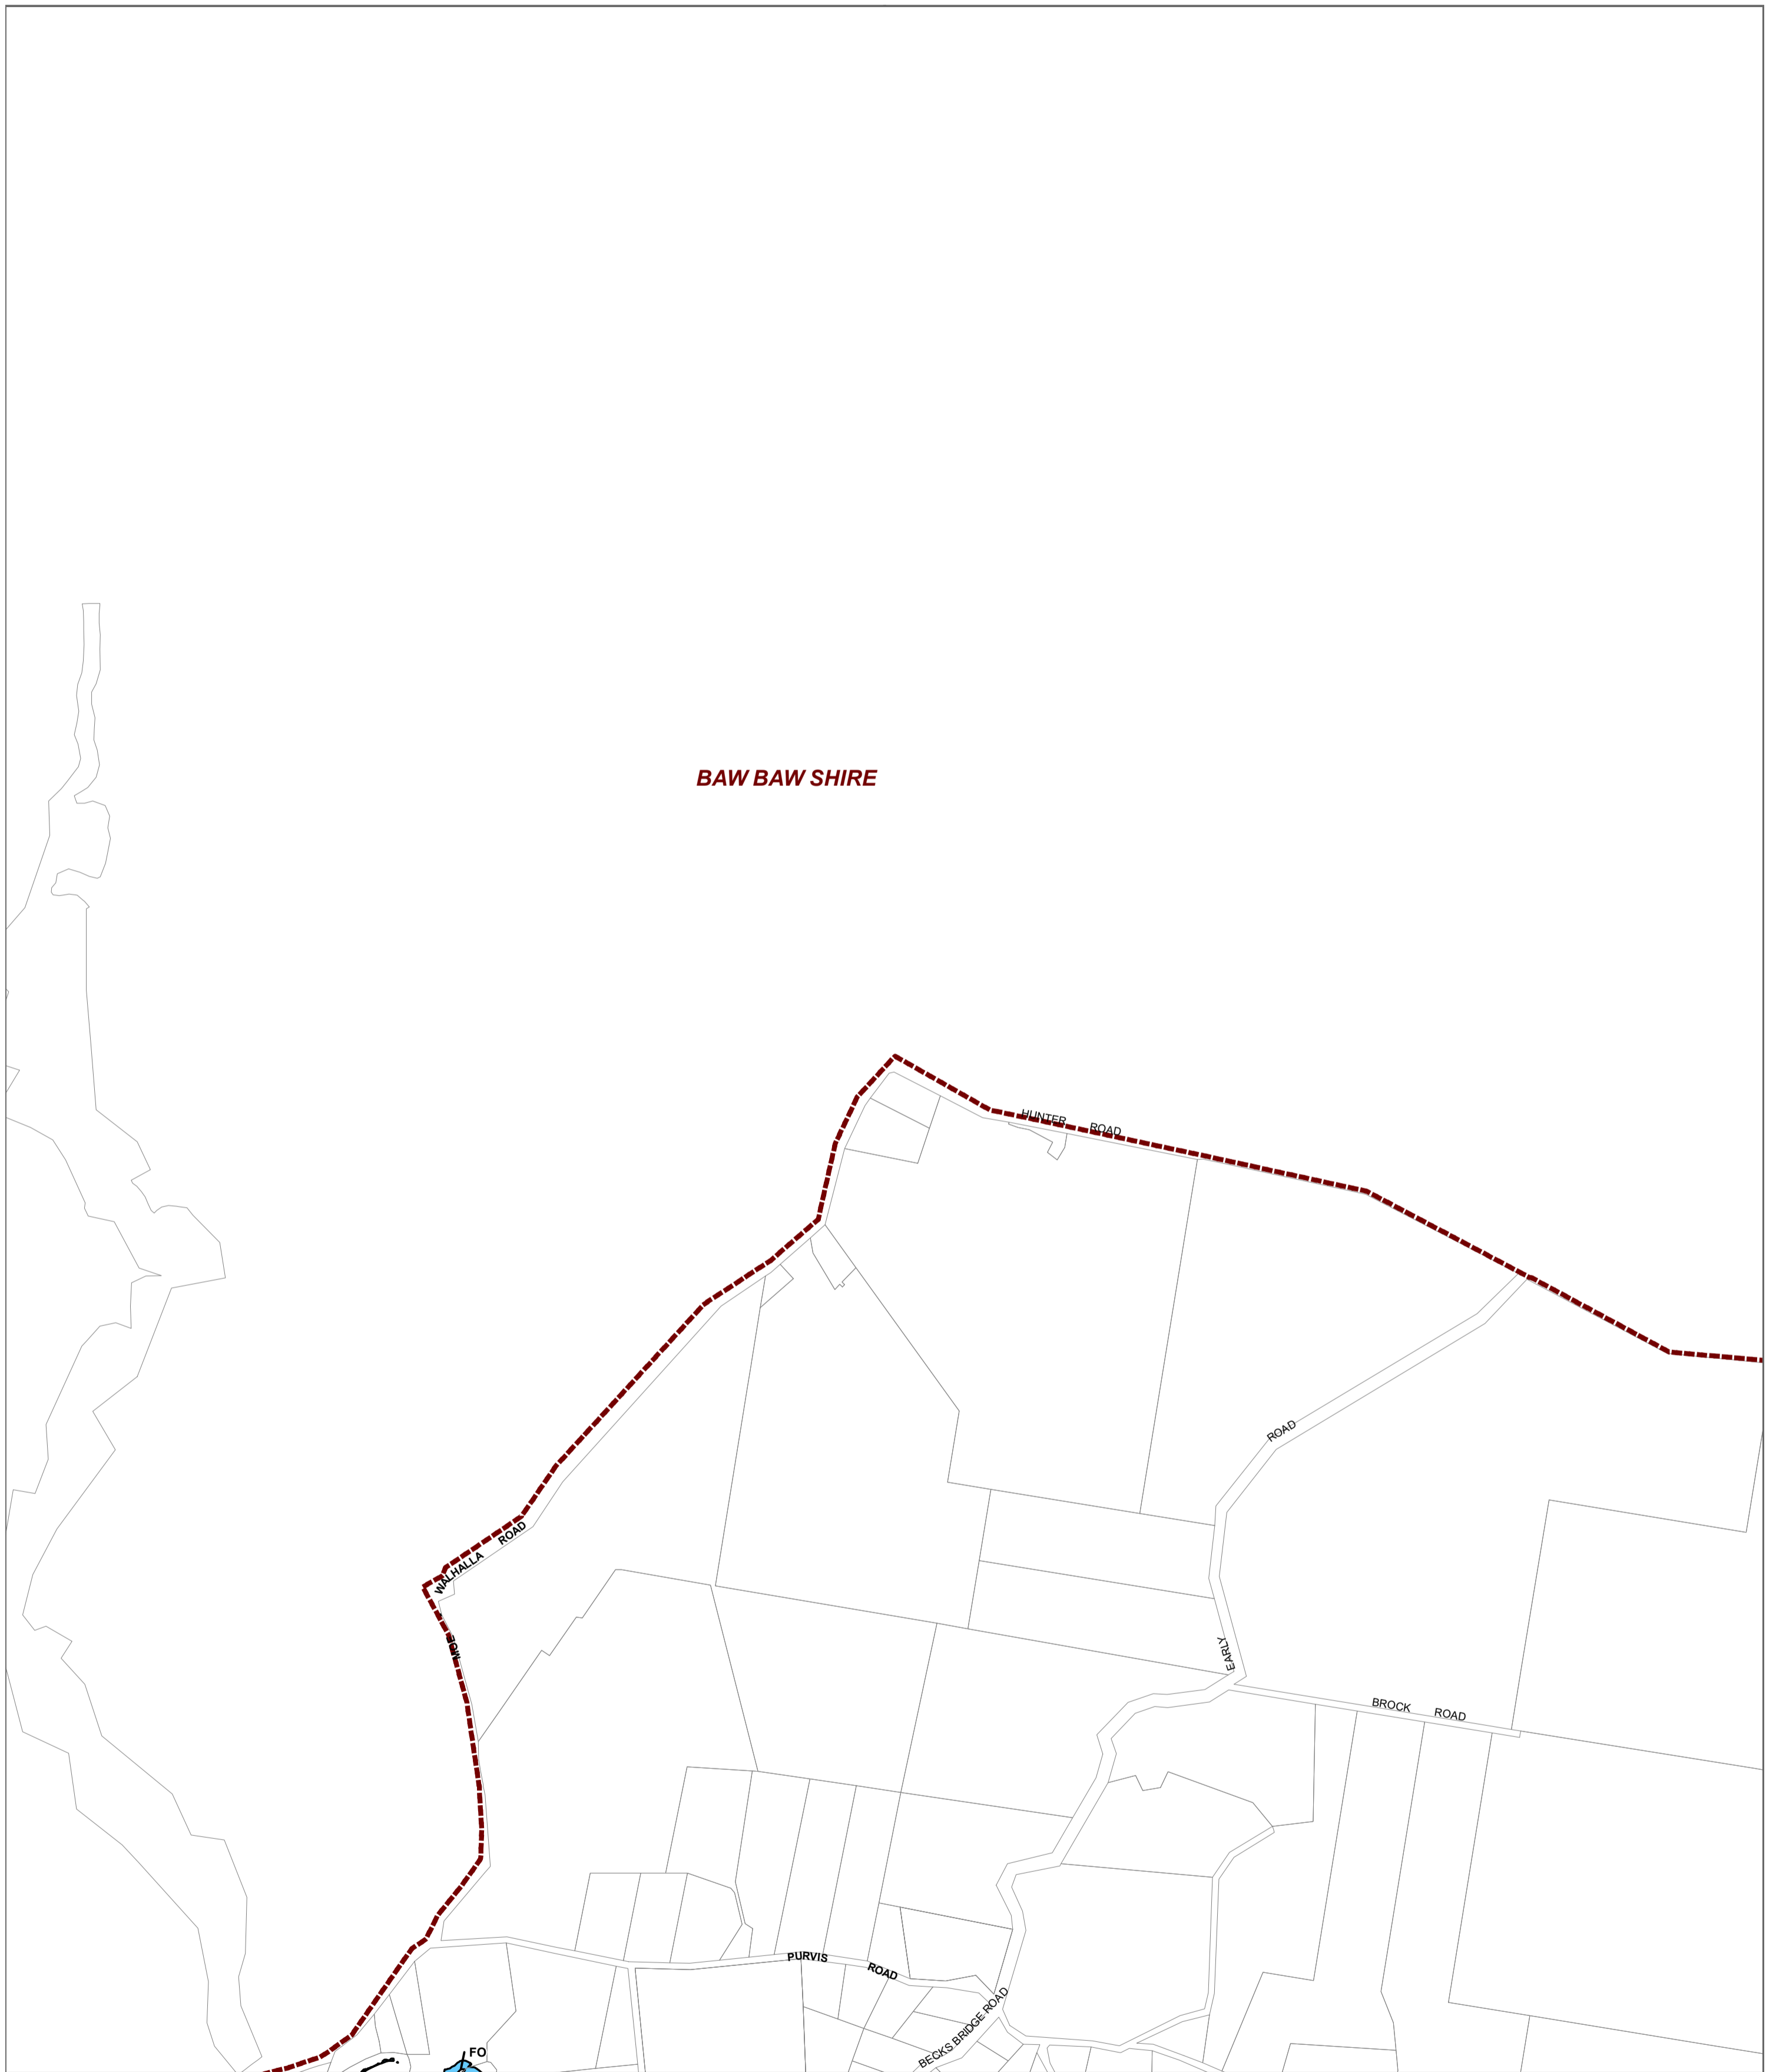 BAW BAW SHIRE
HUNTER ROAD
ROAD
WALHALLA ROAD
MOE
EARLY
BROCK ROAD
PURVIS ROAD
BECKS BRIDGE ROAD
FO